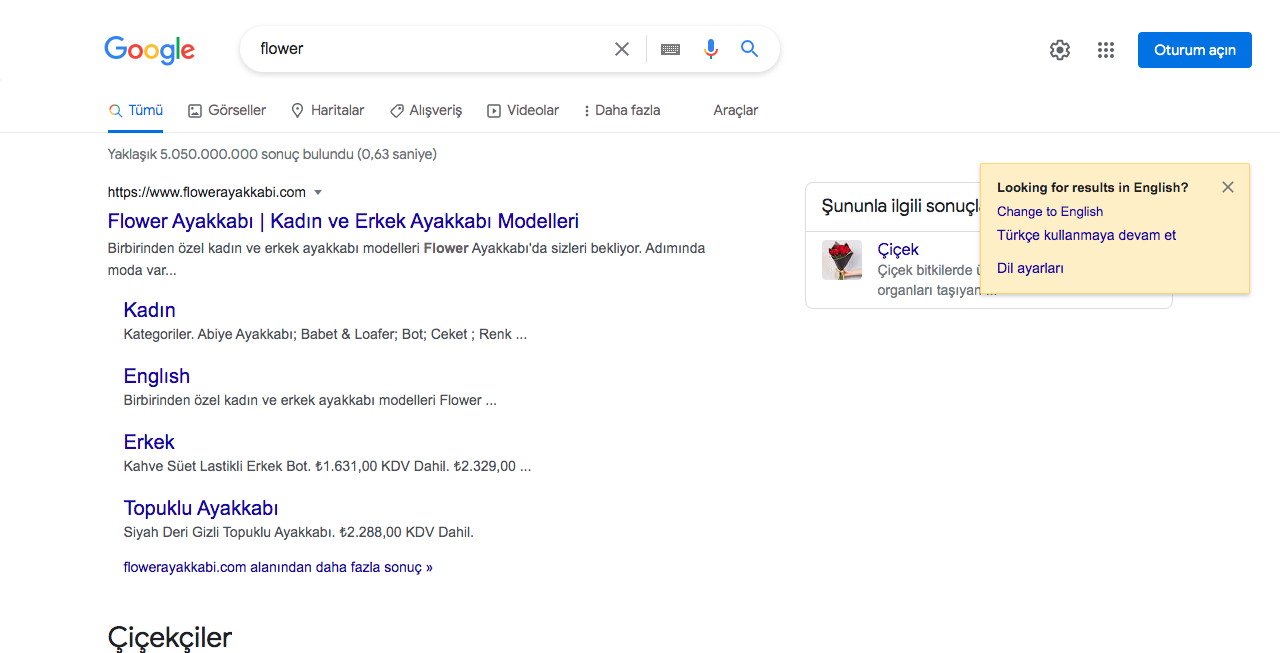 Google
flower
Oturum açın
Tümü
Görseller
Haritalar
Alışveriş
Videolar
Daha fazla
Araçlar
Yaklaşık 5.050.000.000 sonuç bulundu (0,63 saniye)
https://www.flowerayakkabi.com
Flower Ayakkabı | Kadın ve Erkek Ayakkabı Modelleri
Birbirinden özel kadın ve erkek ayakkabı modelleri Flower Ayakkabı'da sizleri bekliyor. Adımında
moda var...
Kadın
Kategoriler. Abiye Ayakkabı; Babet & Loafer; Bot; Ceket ; Renk ...
Englısh
Birbirinden özel kadın ve erkek ayakkabı modelleri Flower ...
Erkek
Kahve Süet Lastikli Erkek Bot. ₺1.631,00 KDV Dahil. ₺2.329,00 ...
Topuklu Ayakkabı
Siyah Deri Gizli Topuklu Ayakkabı. ₺2.288,00 KDV Dahil.
flowerayakkabi.com alanından daha fazla sonuç »
Çiçekçiler
Şununla ilgili
Çiçek
Çiçek bitkilerde
organları taşıyan ...
Looking for results in English?
Change to English
Türkçe kullanmaya devam et
Dil ayarları